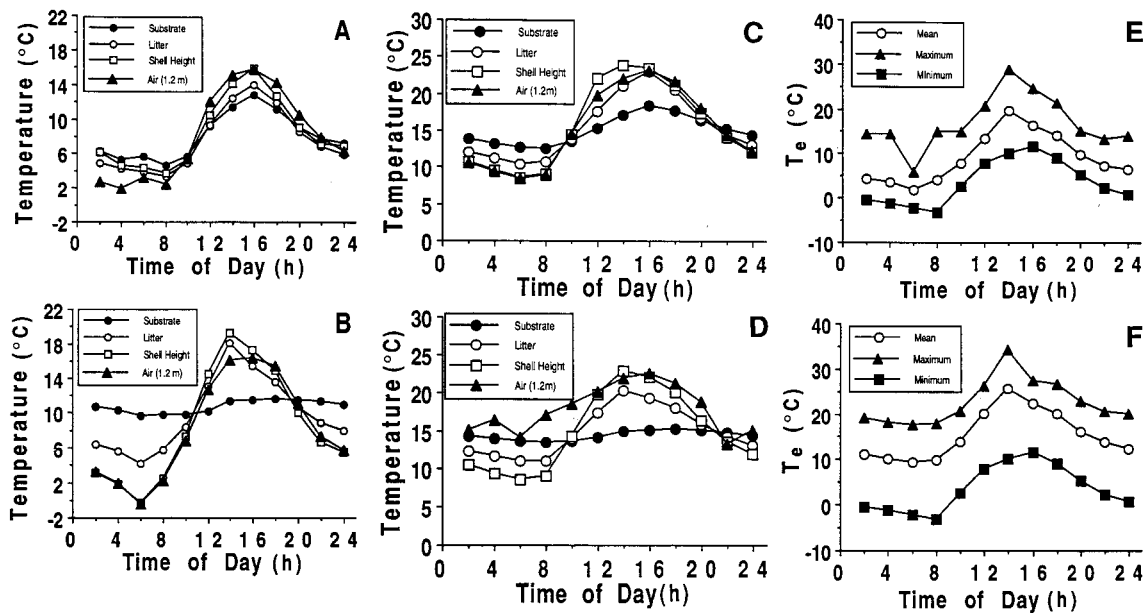 A
Temperature (°C)
22
18
14
10
6
2
-2
Substrate
Litter
Shell Height
Air (1.2 m)
0 4 8 12 16 20 24
Time of Day (h)
C
Temperature (°C)
30
25
20
15
10
5
0
Substrate
Litter
Shell Height
Air (1.2m)
0 4 8 12 16 20 24
Time of Day (h)
E
Te (°C)
40
30
20
10
0
-10
Mean
Maximum
Minimum
0 4 8 12 16 20 24
Time of Day (h)
B
Temperature (°C)
22
18
14
10
6
2
-2
Substrate
Litter
Shell Height
Air (1.2 m)
0 4 8 12 16 20 24
Time of Day (h)
D
Temperature (°C)
30
25
20
15
10
5
0
Substrate
Litter
Shell Height
Air (1.2m)
0 4 8 12 16 20 24
Time of Day(h)
F
Te (°C)
40
30
20
10
0
-10
Mean
Maximum
Minimum
0 4 8 12 16 20 24
Time of Day (h)